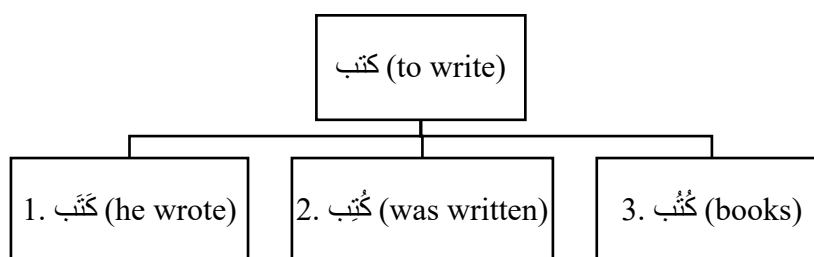 كتب (to write)
1. كَتَب (he wrote)
2. كُتِب (was written)
3. كُتُب (books)